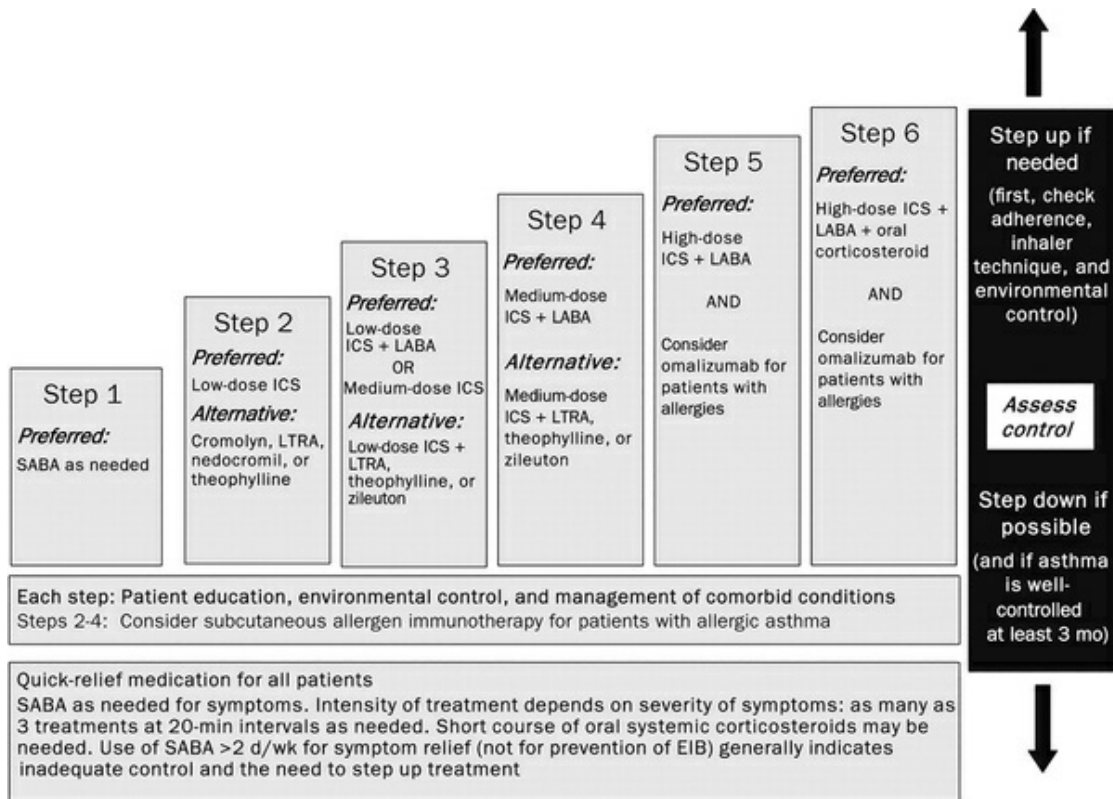 Step 1
Preferred:
SABA as needed
Step 2
Preferred:
Low-dose ICS
Alternative:
Cromolyn, LTRA,
nedocromil, or
theophylline
Step 3
Preferred:
Low-dose
ICS + LABA
OR
Medium-dose ICS
Alternative:
Low-dose ICS +
LTRA,
theophylline, or
zileuton
Step 4
Preferred:
Medium-dose
ICS + LABA
Alternative:
Medium-dose
ICS + LTRA,
theophylline, or
zileuton
Step 5
Preferred:
High-dose
ICS + LABA
AND
Consider
omalizumab for
patients with
allergies
Step 6
Preferred:
High-dose ICS +
LABA + oral
corticosteroid
AND
Consider
omalizumab for
patients with
allergies
Step up if
needed
(first, check
adherence,
inhaler
technique, and
environmental
control)
Assess
control
Step down if
possible
(and if asthma
is well-
controlled
at least 3 mo)
Each step: Patient education, environmental control, and management of comorbid conditions
Steps 2-4: Consider subcutaneous allergen immunotherapy for patients with allergic asthma
Quick-relief medication for all patients
SABA as needed for symptoms. Intensity of treatment depends on severity of symptoms: as many as
3 treatments at 20-min intervals as needed. Short course of oral systemic corticosteroids may be
needed. Use of SABA >2 d/wk for symptom relief (not for prevention of EIB) generally indicates
inadequate control and the need to step up treatment